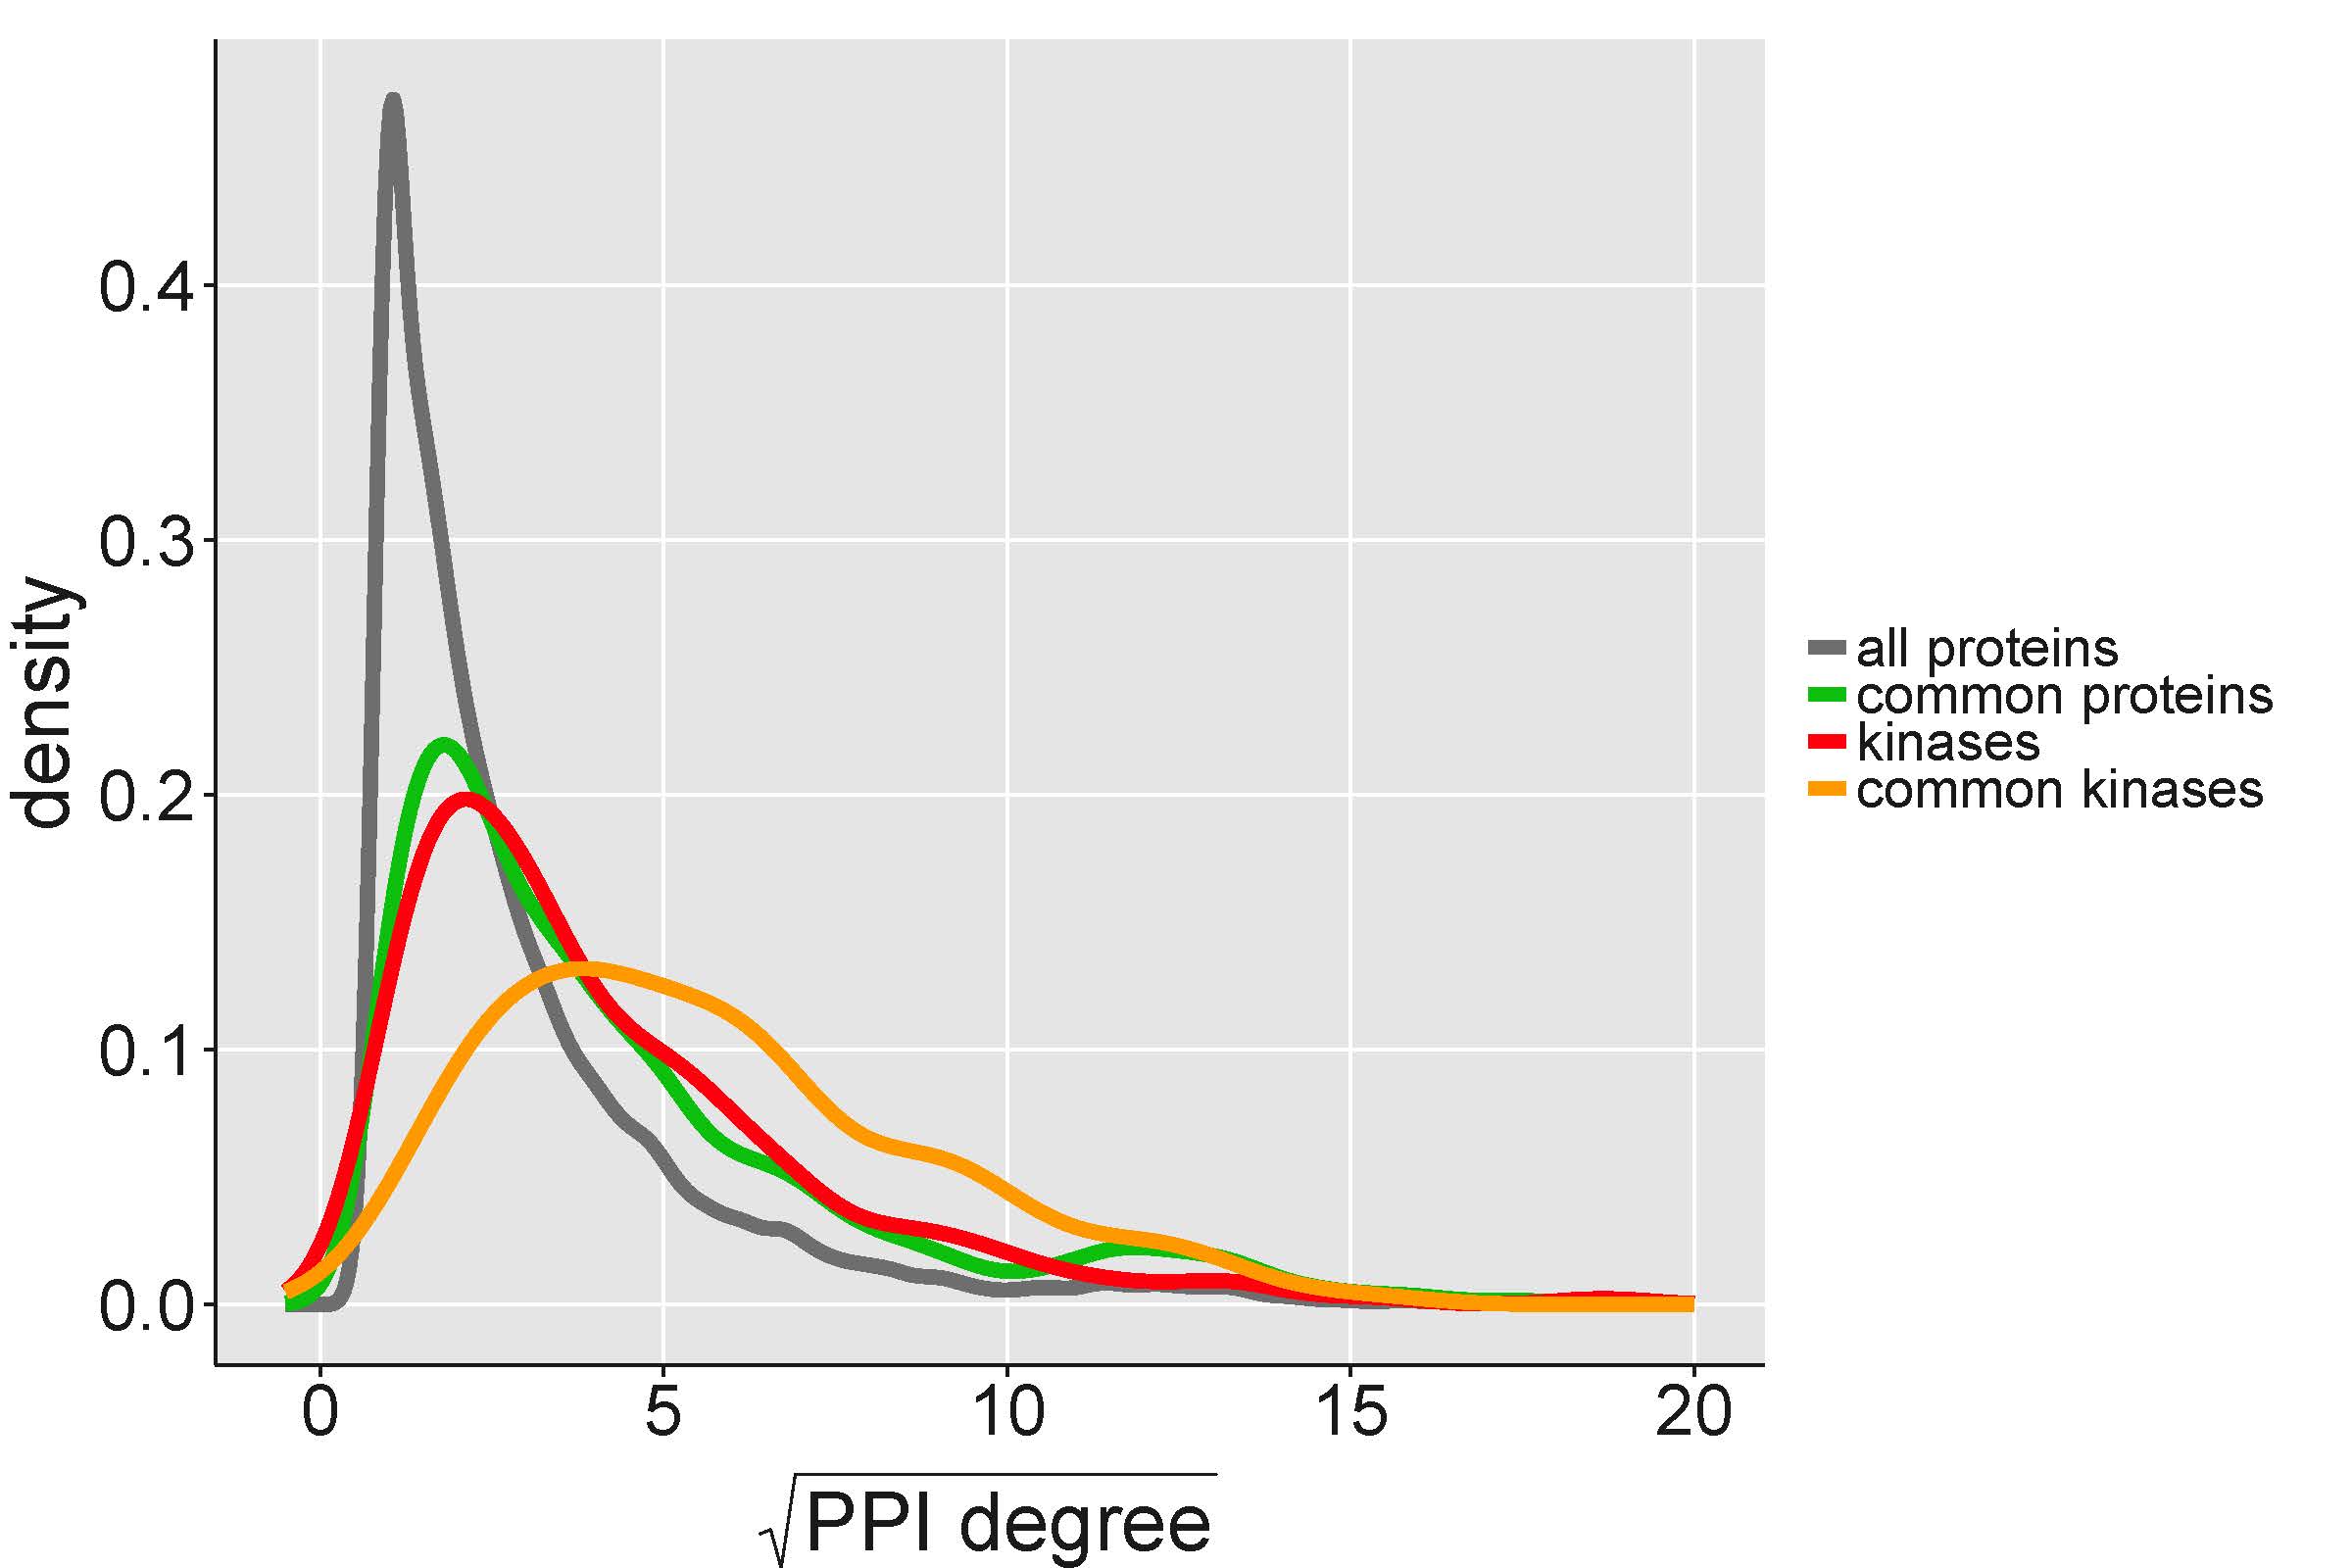 density
0.4
0.3
0.2
0.1
0.0
0 5 10 15 20
√PPI degree
all proteins
common proteins
kinases
common kinases